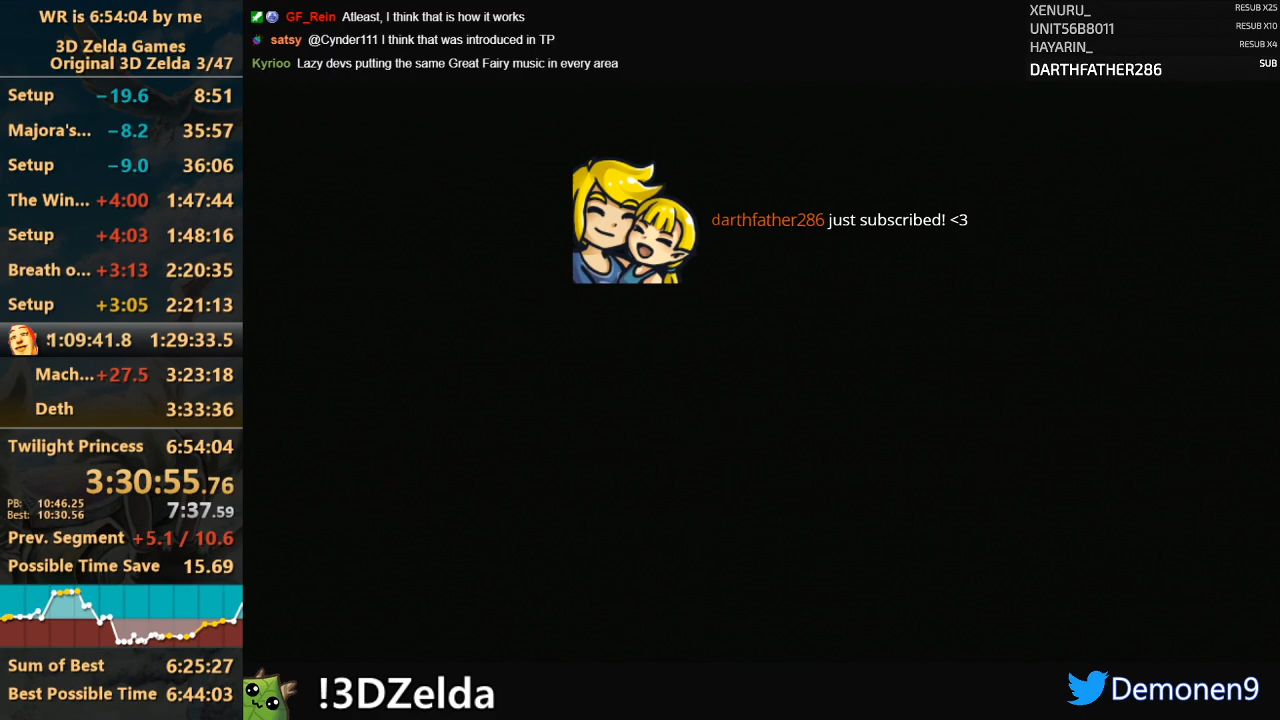 WR is 6:54:04 by me
3D Zelda Games
Original 3D Zelda 3/47
Setup −19.6 8:51
Majora's... −8.2 35:57
Setup −9.0 36:06
The Win... +4:00 1:47:44
Setup +4:03 1:48:16
Breath o... +3:13 2:20:35
Setup +3:05 2:21:13
1:09:41.8 1:29:33.5
Mach... +27.5 3:23:18
Deth 3:33:36
Twilight Princess 6:54:04
3:30:55.76
PB: 10:46.25
Best: 10:30.56
7:37.59
Prev. Segment +5.1 / 10.6
Possible Time Save 15.69
Sum of Best 6:25:27
Best Possible Time 6:44:03
GF_Rein Atleast, I think that is how it works
satsy @Cynder111 I think that was introduced in TP
Kyrioo Lazy devs putting the same Great Fairy music in every area
XENURU_ RESUB X25
UNIT56B8011 RESUB X10
HAYARIN_ RESUB X4
DARTHFATHER286 SUB
darthfather286 just subscribed! <3
!3DZelda
Demonen9